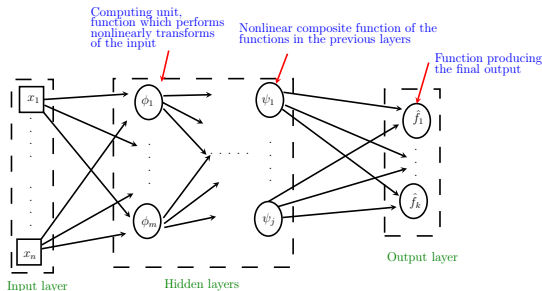 Computing unit,
function which performs
nonlinearly transforms
of the input
Nonlinear composite function of the
functions in the previous layers
Function producing
the final output
x₁
ϕ₁
ψ₁
f̂₁
xₙ
ϕₘ
ψⱼ
f̂ₖ
Input layer
Hidden layers
Output layer